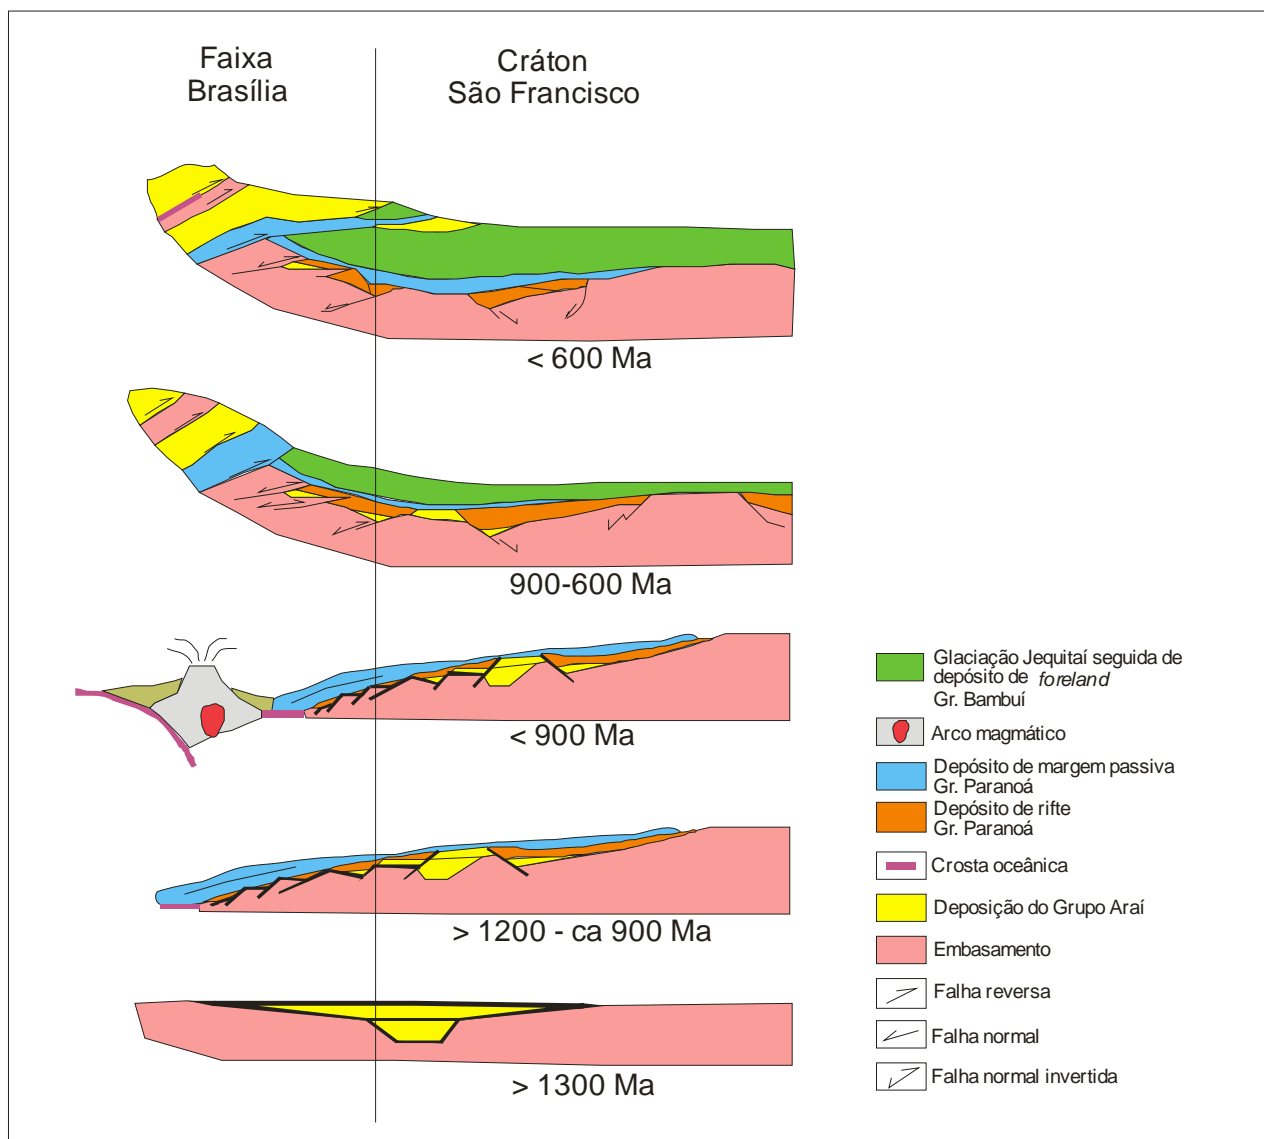 Faixa
Brasília
Cráton
São Francisco
< 600 Ma
900-600 Ma
< 900 Ma
> 1200 - ca 900 Ma
> 1300 Ma
Glaciação Jequitaí seguida de
depósito de foreland
Gr. Bambuí
Arco magmático
Depósito de margem passiva
Gr. Paranoá
Depósito de rifte
Gr. Paranoá
Crosta oceânica
Deposição do Grupo Araí
Embasamento
Falha reversa
Falha normal
Falha normal invertida